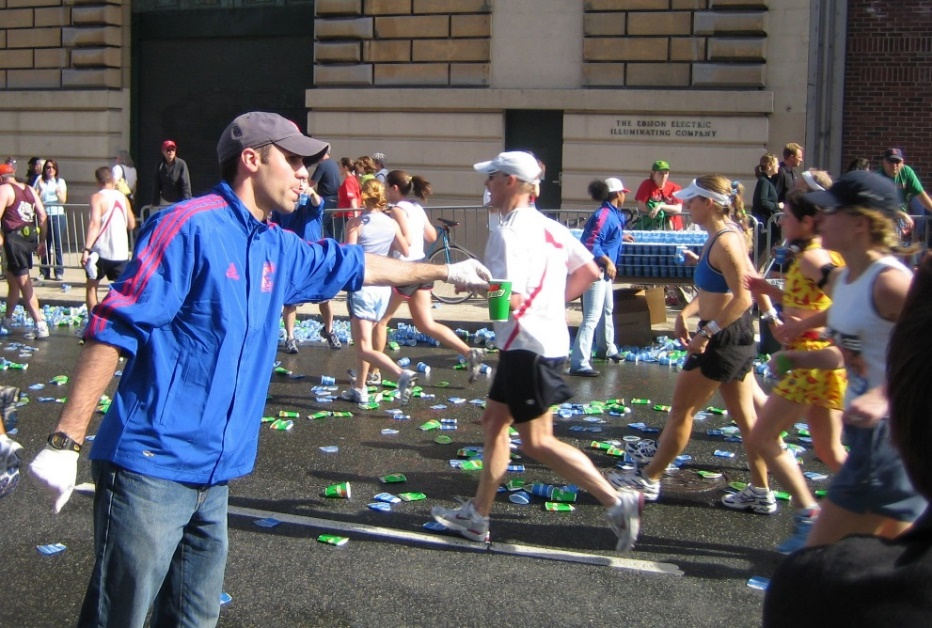 THE EDISON ELECTRIC
ILLUMINATING COMPANY